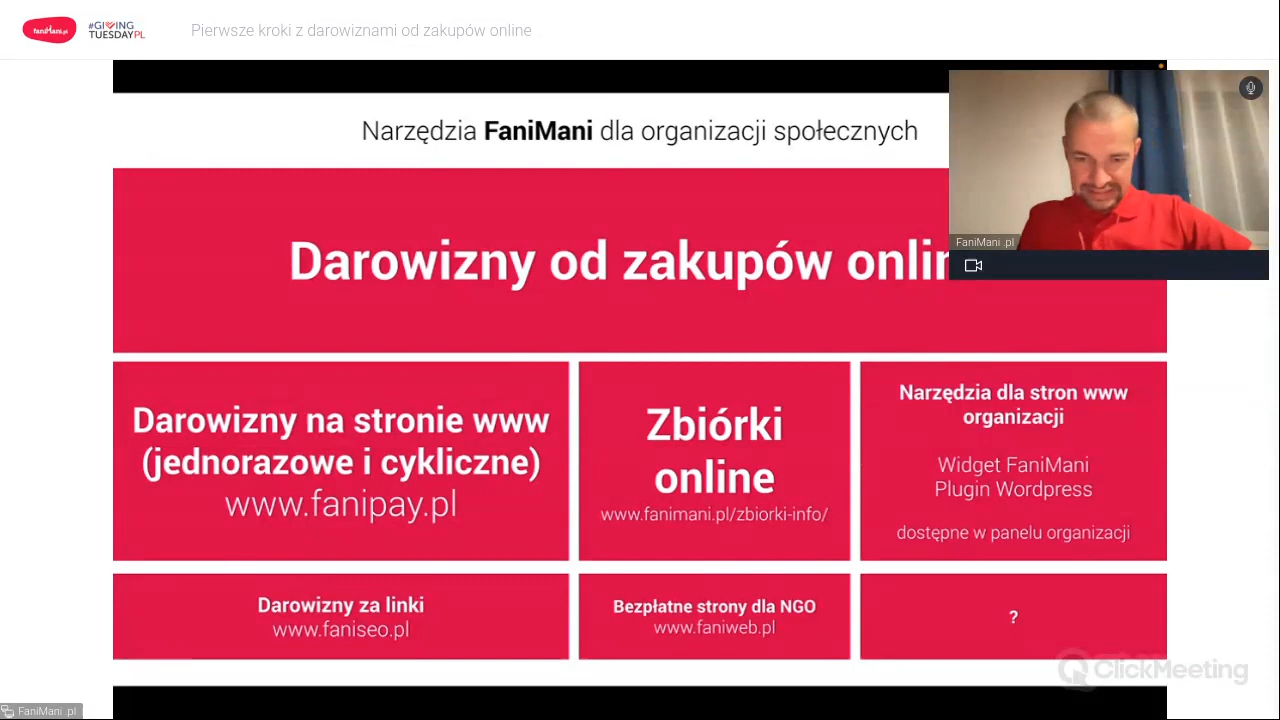 faniMani.pl
#GIVING
TUESDAYPL
Pierwsze kroki z darowiznami od zakupów online
Narzędzia FaniMani dla organizacji społecznych
Darowizny od zakupów onlin
FaniMani .pl
Darowizny na stronie www
(jednorazowe i cykliczne)
www.fanipay.pl
Zbiórki
online
www.fanimani.pl/zbiorki-info/
Narzędzia dla stron www
organizacji
Widget FaniMani
Plugin Wordpress
dostępne w panelu organizacji
Darowizny za linki
www.faniseo.pl
Bezpłatne strony dla NGO
www.faniweb.pl
?
ClickMeeting
FaniMani .pl